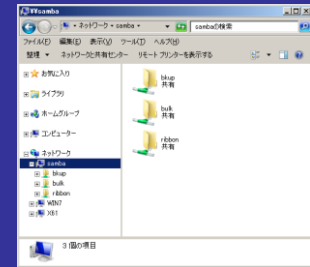 ¥¥samba
▸ ネットワーク ▸ samba ▸
sambaの検索
ファイル(F) 編集(E) 表示(V) ツール(T) ヘルプ(H)
整理 ▼ ネットワークと共有センター リモート プリンターを表示する
お気に入り
ライブラリ
ホームグループ
コンピューター
ネットワーク
samba
bkup
bulk
ribbon
WIN7
X61
bkup
共有
bulk
共有
ribbon
共有
3 個の項目